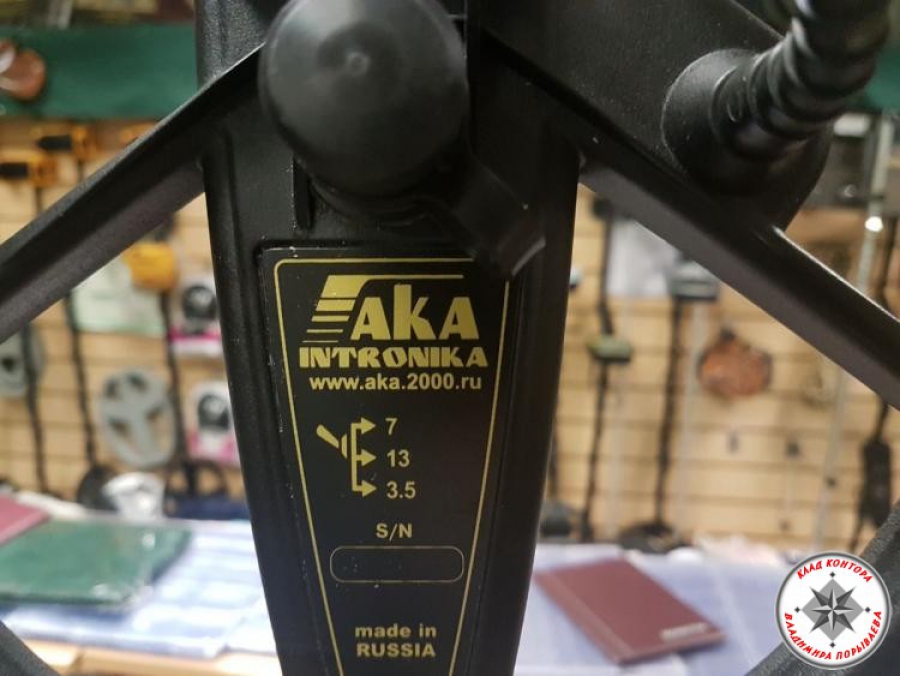 AKA
INTRONIKA
www.aka.2000.ru
7
13
3.5
S/N
made in
RUSSIA
КЛАД КОНТОРА
ВЛАДИМИРА ПОРЫВАЕВА